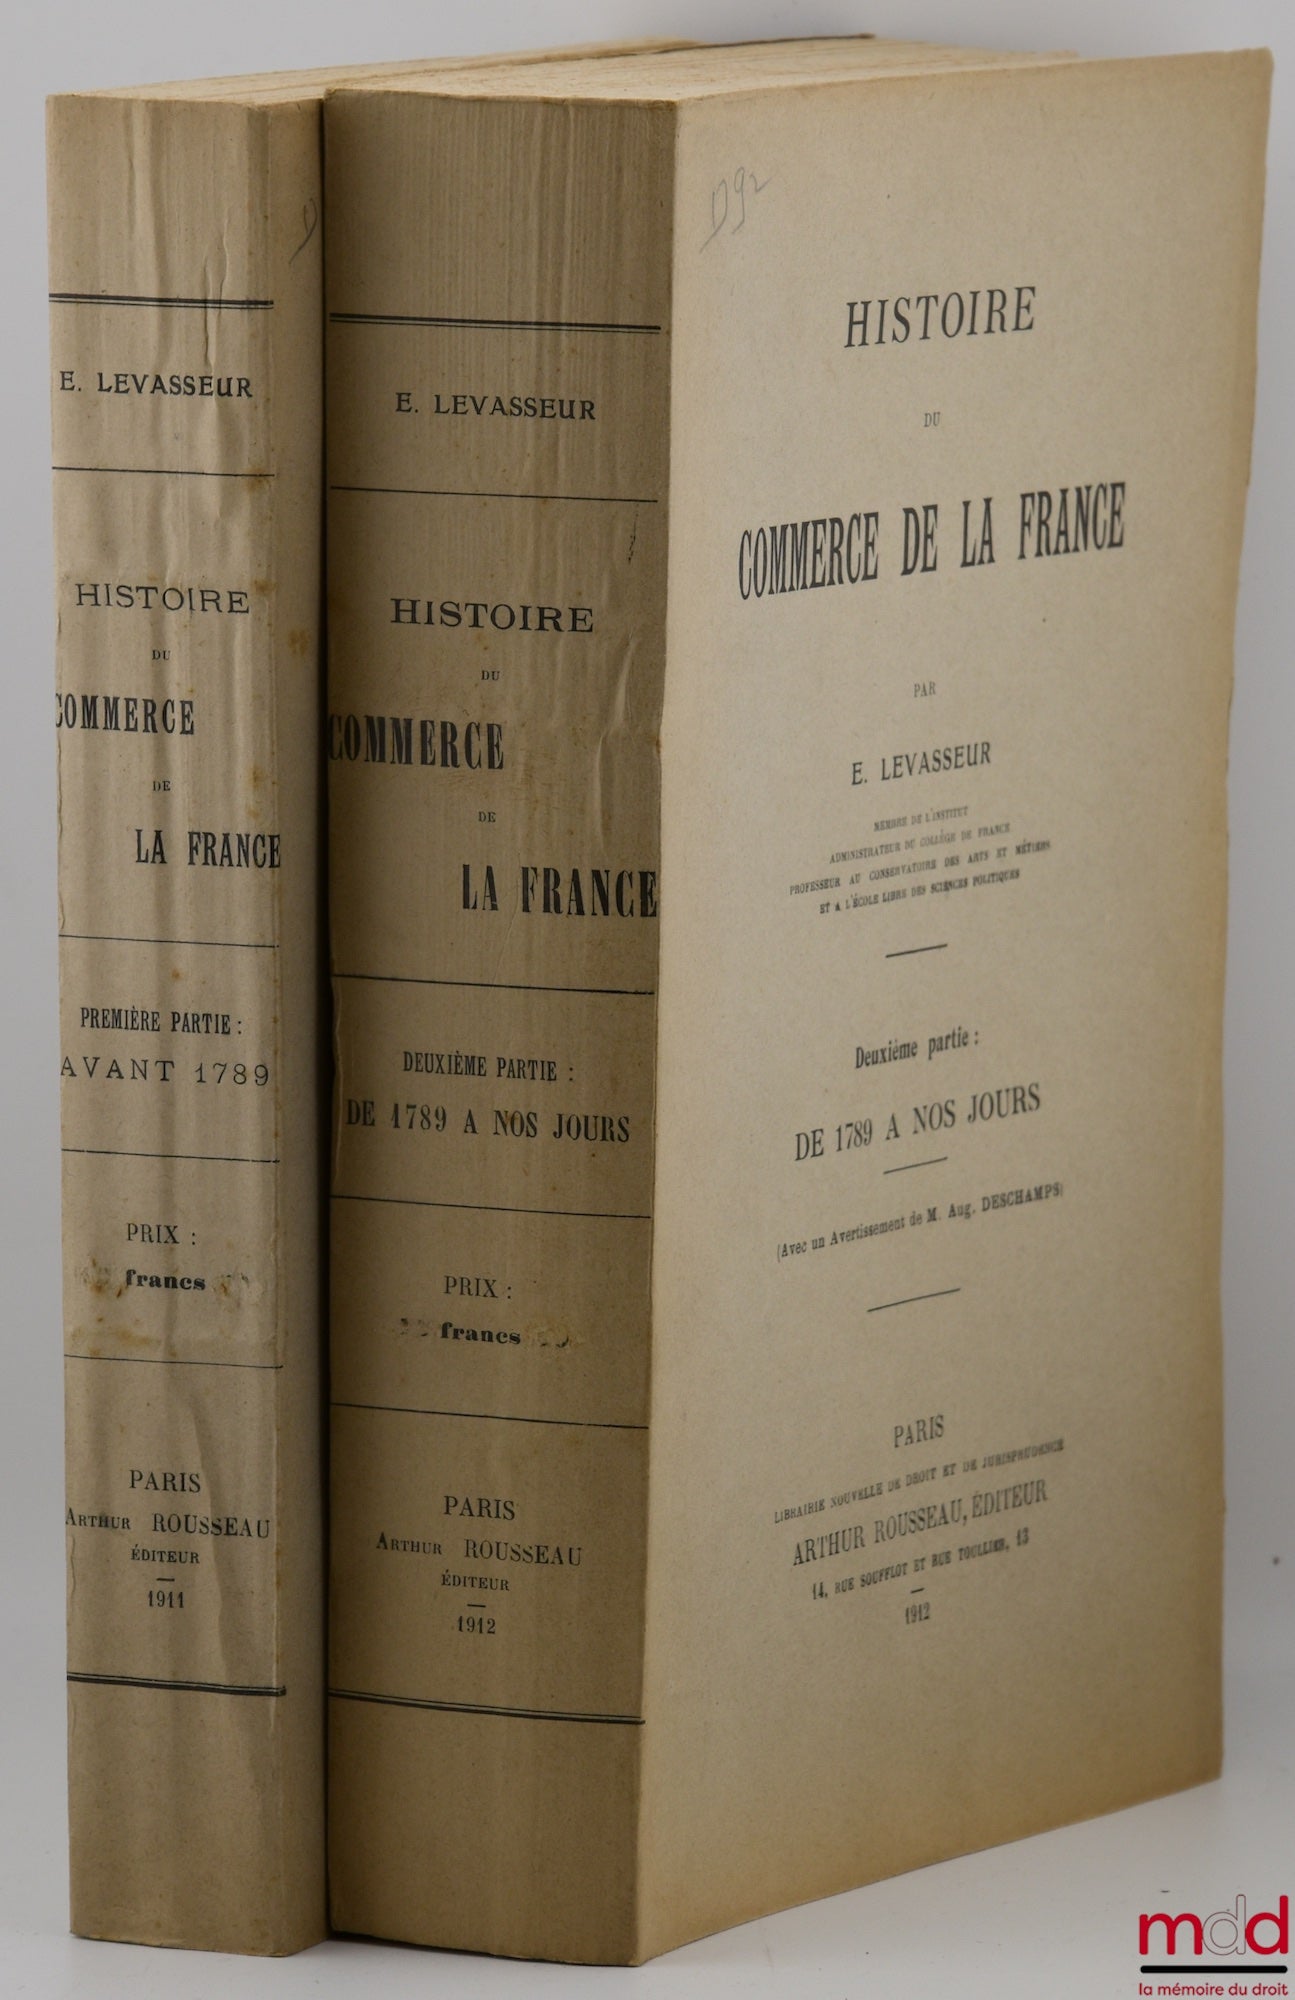 E. LEVASSEUR
HISTOIRE
DU
COMMERCE
DE
LA FRANCE
PREMIÈRE PARTIE :
AVANT 1789
PRIX :
francs
PARIS
ARTHUR ROUSSEAU
ÉDITEUR
1911
E. LEVASSEUR
HISTOIRE
DU
COMMERCE
DE
LA FRANCE
DEUXIÈME PARTIE :
DE 1789 A NOS JOURS
PRIX :
francs
PARIS
ARTHUR ROUSSEAU
ÉDITEUR
1912
HISTOIRE
DU
COMMERCE DE LA FRANCE
PAR
E. LEVASSEUR
MEMBRE DE L'INSTITUT
ADMINISTRATEUR DU COLLÈGE DE FRANCE
PROFESSEUR AU CONSERVATOIRE DES ARTS ET MÉTIERS
ET A L'ÉCOLE LIBRE DES SCIENCES POLITIQUES
Deuxième partie :
DE 1789 A NOS JOURS
(Avec un Avertissement de M. Aug. DESCHAMPS)
PARIS
LIBRAIRIE NOUVELLE DE DROIT ET DE JURISPRUDENCE
ARTHUR ROUSSEAU, ÉDITEUR
14, RUE SOUFFLOT ET RUE TOULLIER, 13
1912
mdd
la mémoire du droit